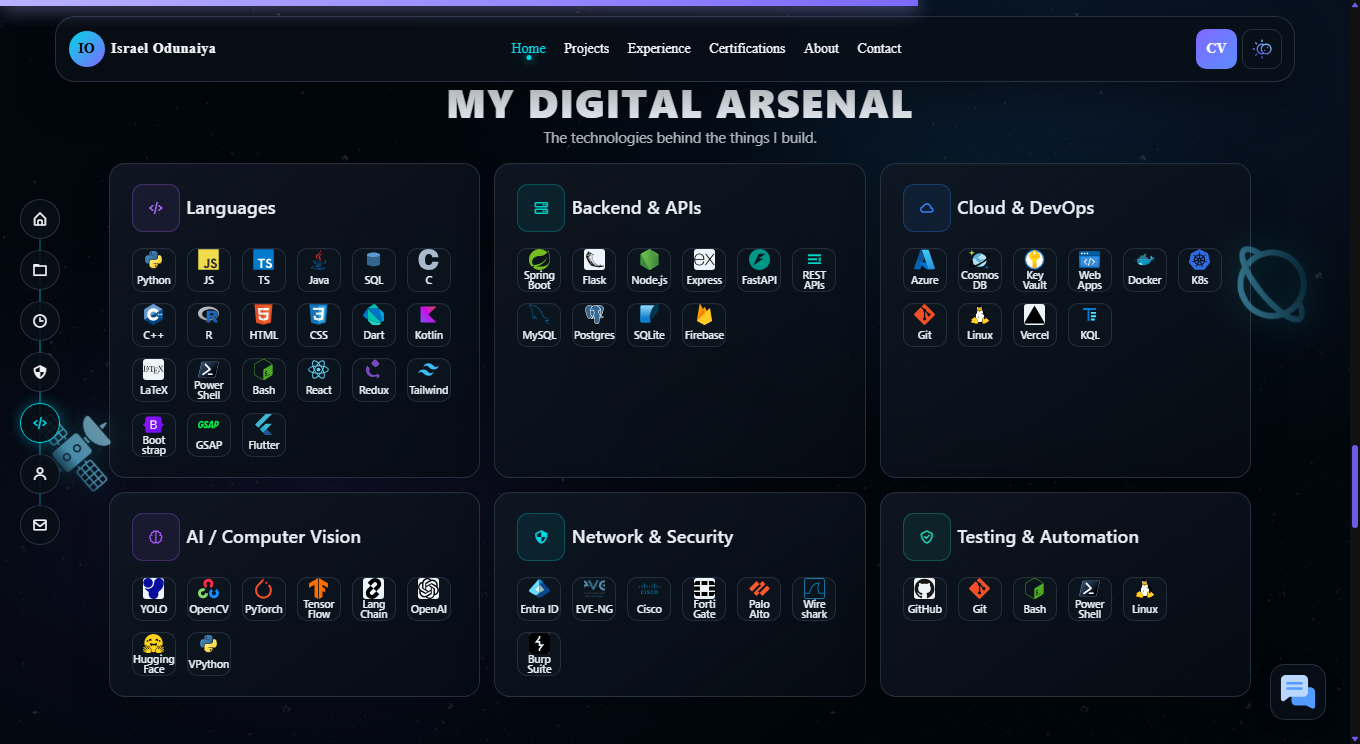 IO Israel Odunaiya
Home Projects Experience Certifications About Contact
CV
MY DIGITAL ARSENAL
The technologies behind the things I build.
Languages
Python JS TS Java SQL C
C++ R HTML CSS Dart Kotlin
LaTeX Power Shell Bash React Redux Tailwind
Boot strap GSAP Flutter
Backend & APIs
Spring Boot Flask Node.js Express FastAPI REST APIs
MySQL Postgres SQLite Firebase
Cloud & DevOps
Azure Cosmos DB Key Vault Web Apps Docker K8s
Git Linux Vercel KQL
AI / Computer Vision
YOLO OpenCV PyTorch Tensor Flow Lang Chain OpenAI
Hugging Face VPython
Network & Security
Entra ID EVE-NG Cisco Forti Gate Palo Alto Wire shark
Burp Suite
Testing & Automation
GitHub Git Bash Power Shell Linux